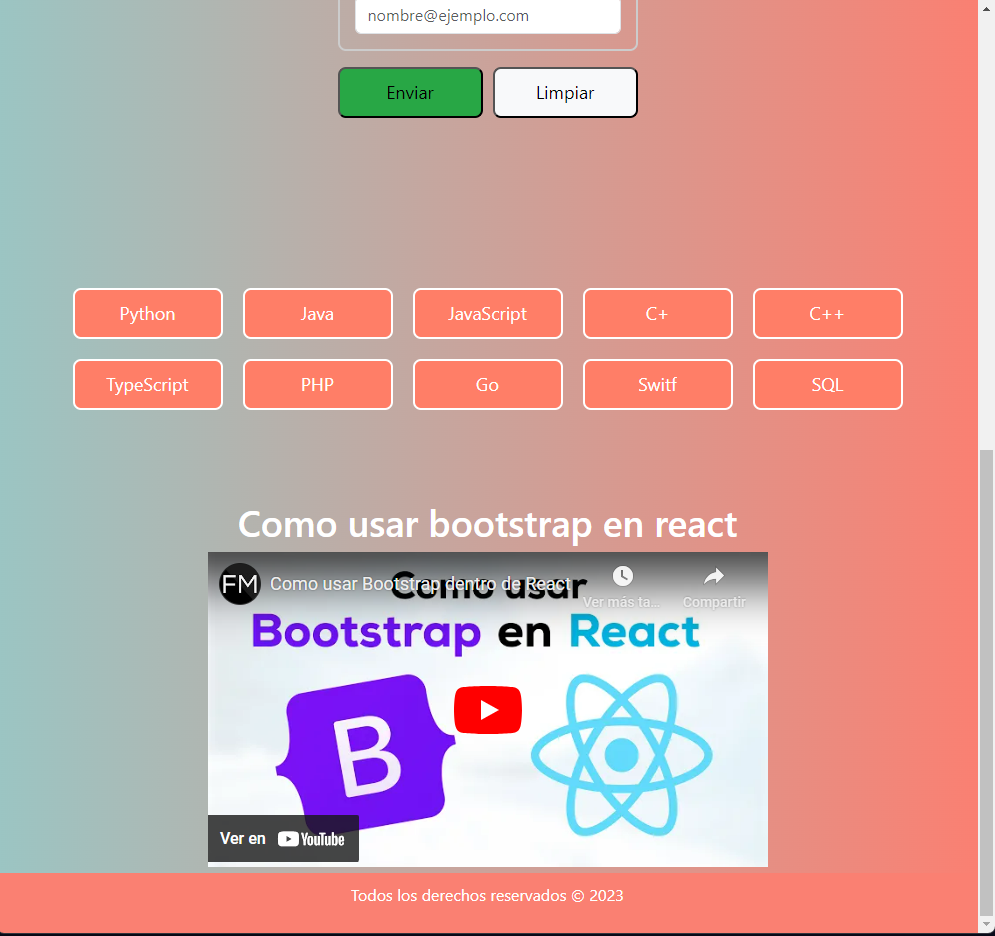 nombre@ejemplo.com
Enviar
Limpiar
Python
Java
JavaScript
C+
C++
TypeScript
PHP
Go
Switf
SQL
Como usar bootstrap en react
FM
Como usar Bootstrap dentro de React
Ver más ta...
Compartir
Como usar
Bootstrap en React
B
Ver en YouTube
Todos los derechos reservados © 2023